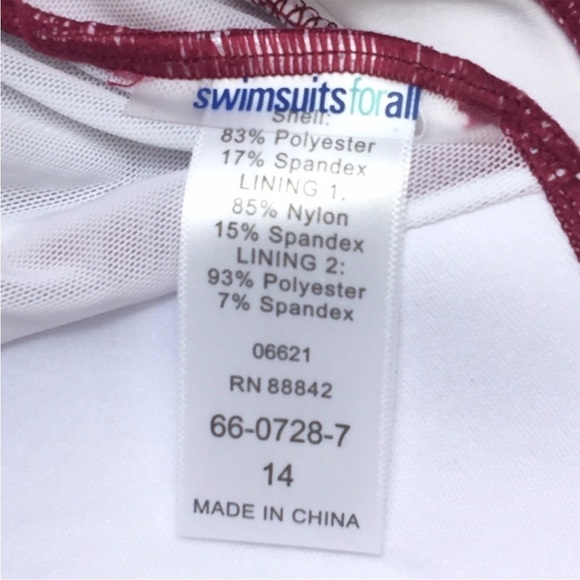 swimsuitsforall
Shell:
83% Polyester
17% Spandex
LINING 1:
85% Nylon
15% Spandex
LINING 2:
93% Polyester
7% Spandex
06621
RN 88842
66-0728-7
14
MADE IN CHINA